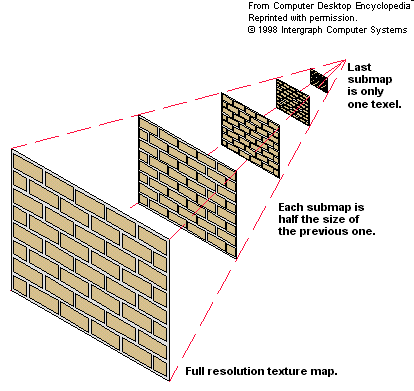 From Computer Desktop Encyclopedia
Reprinted with permission.
© 1998 Intergraph Computer Systems
Last
submap
is only
one texel.
Each submap is
half the size of
the previous one.
Full resolution texture map.